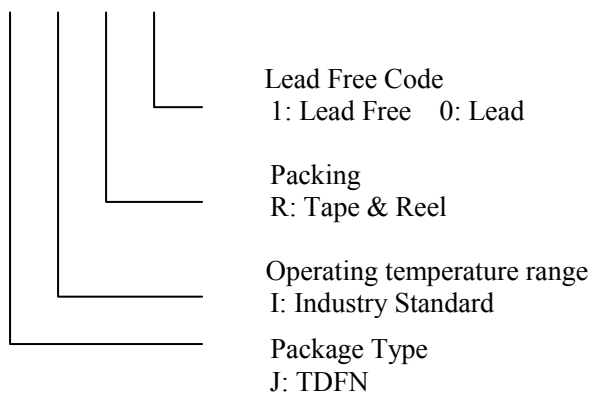 Lead Free Code
1: Lead Free 0: Lead
Packing
R: Tape & Reel
Operating temperature range
I: Industry Standard
Package Type
J: TDFN